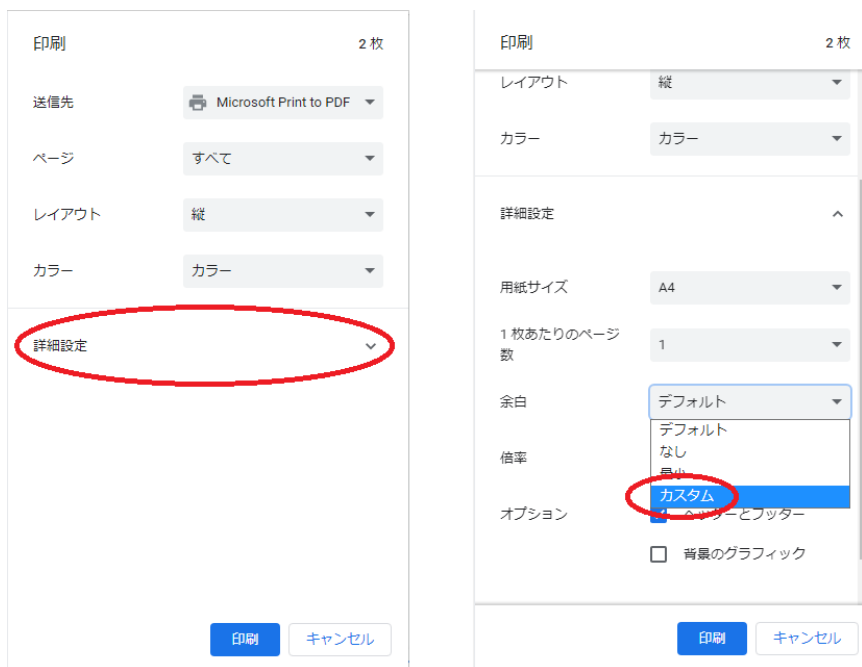 印刷
2 枚
送信先
Microsoft Print to PDF
ページ
すべて
レイアウト
縦
カラー
カラー
詳細設定
印刷
キャンセル
印刷
2 枚
レイアウト
縦
カラー
カラー
詳細設定
用紙サイズ
A4
1 枚あたりのページ
数
1
余白
デフォルト
デフォルト
なし
最小
カスタム
倍率
オプション
ヘッダーとフッター
背景のグラフィック
印刷
キャンセル